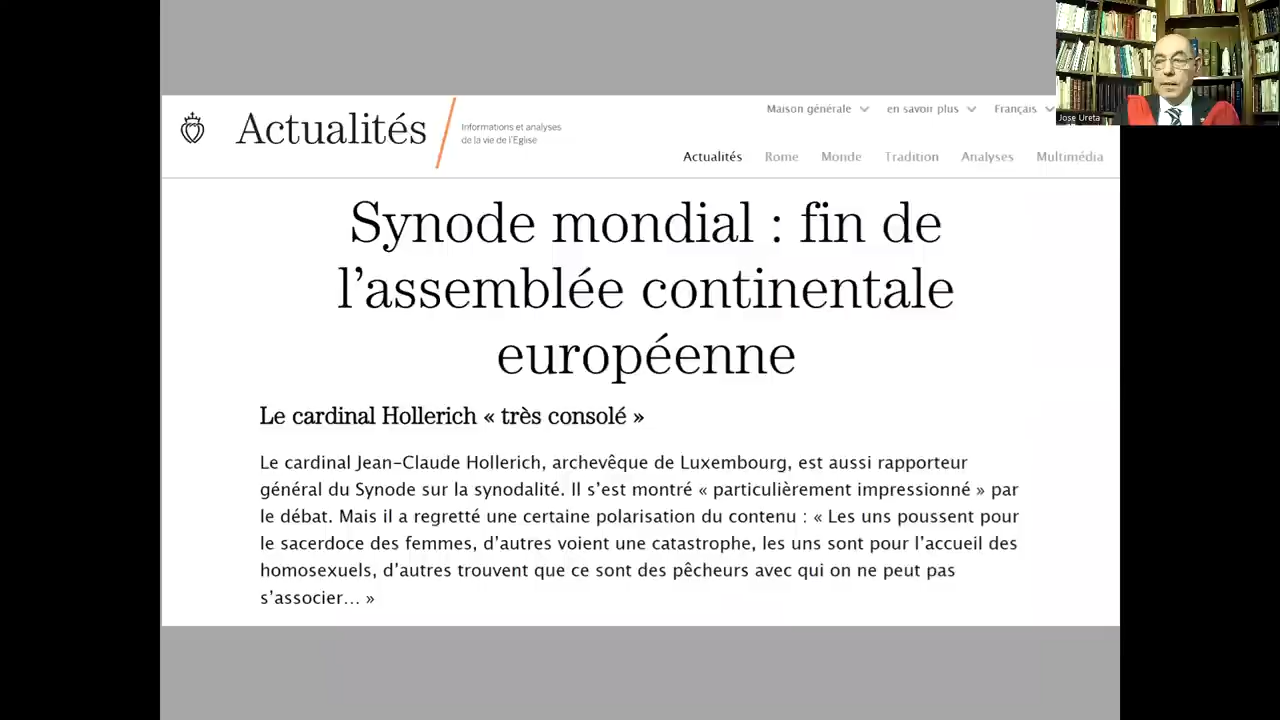 Maison générale en savoir plus Français
Jose Ureta
Actualités
Informations et analyses
de la vie de l'Eglise
Actualités Rome Monde Tradition Analyses Multimédia
Synode mondial : fin de
l'assemblée continentale
européenne
Le cardinal Hollerich « très consolé »
Le cardinal Jean-Claude Hollerich, archevêque de Luxembourg, est aussi rapporteur
général du Synode sur la synodalité. Il s'est montré « particulièrement impressionné » par
le débat. Mais il a regretté une certaine polarisation du contenu : « Les uns poussent pour
le sacerdoce des femmes, d'autres voient une catastrophe, les uns sont pour l'accueil des
homosexuels, d'autres trouvent que ce sont des pêcheurs avec qui on ne peut pas
s'associer… »